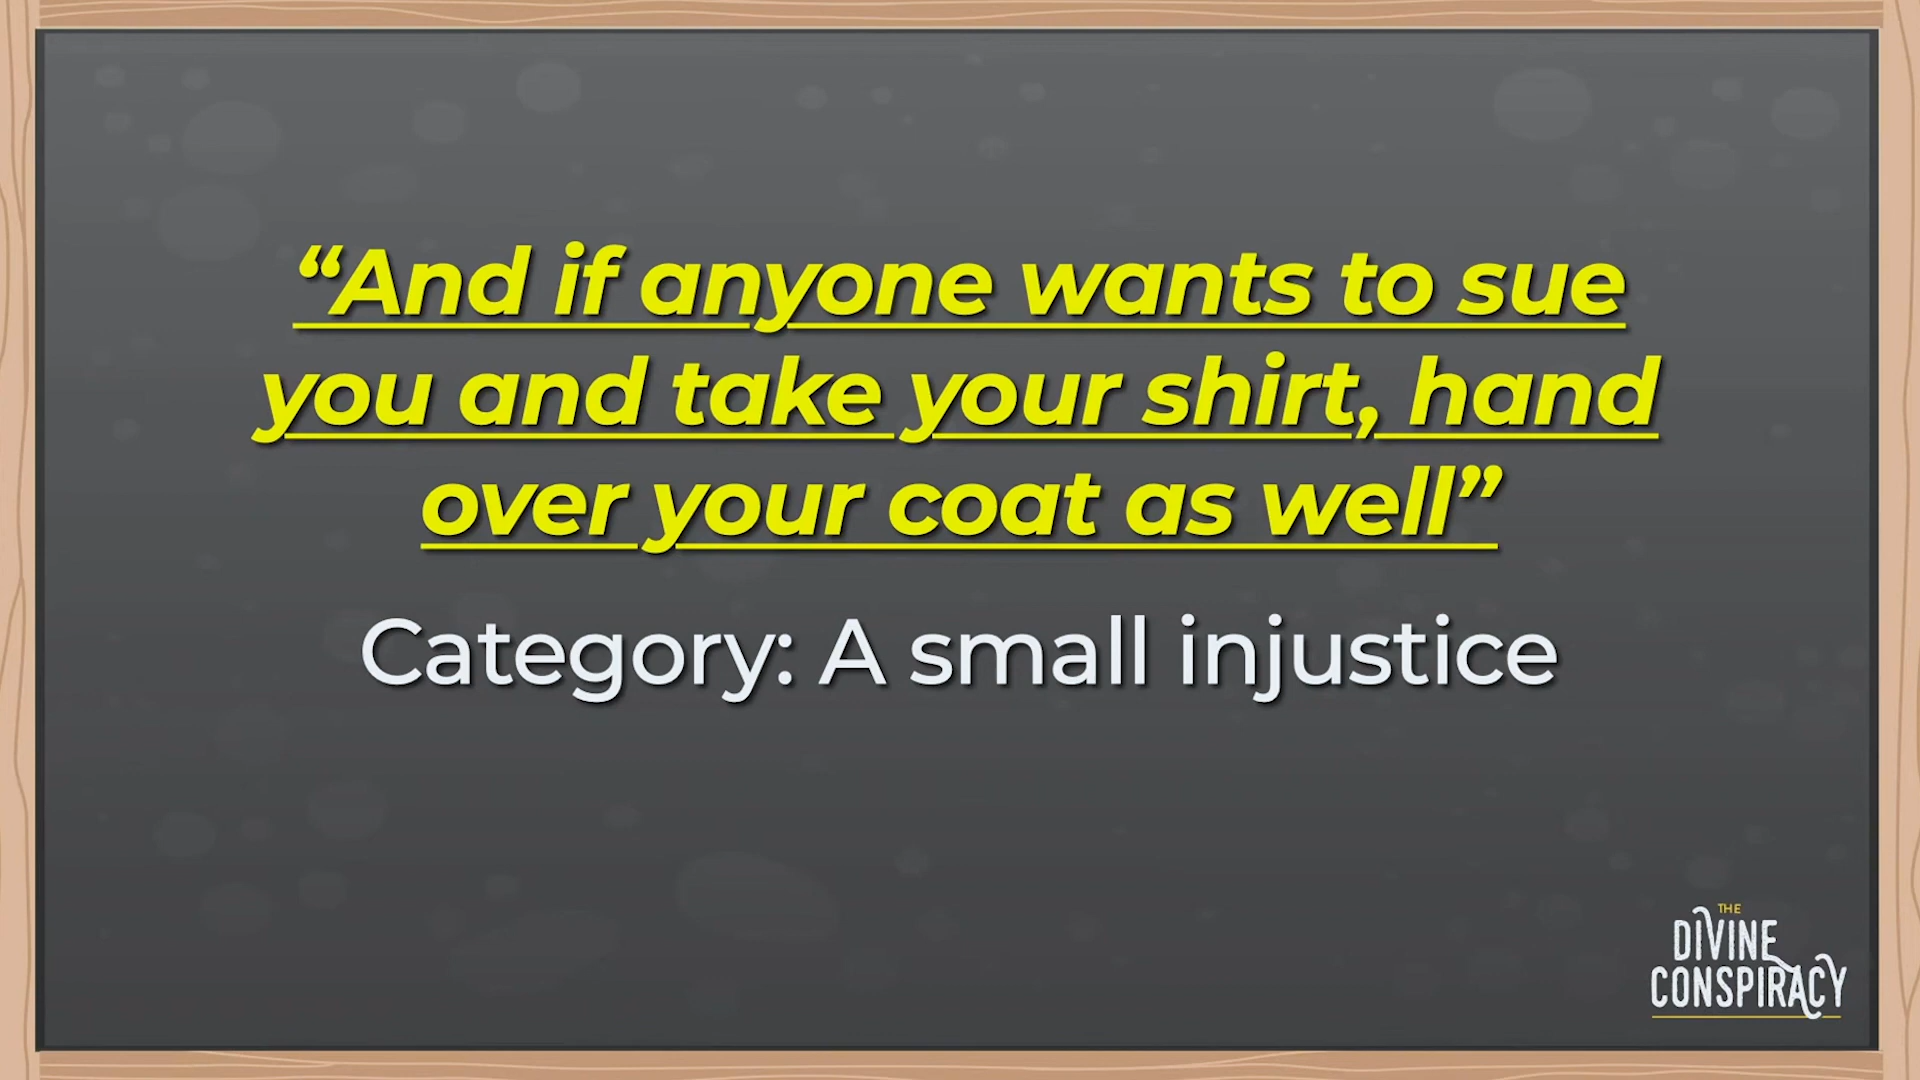 “And if anyone wants to sue
you and take your shirt, hand
over your coat as well”
Category: A small injustice
THE
DIVINE
CONSPIRACY